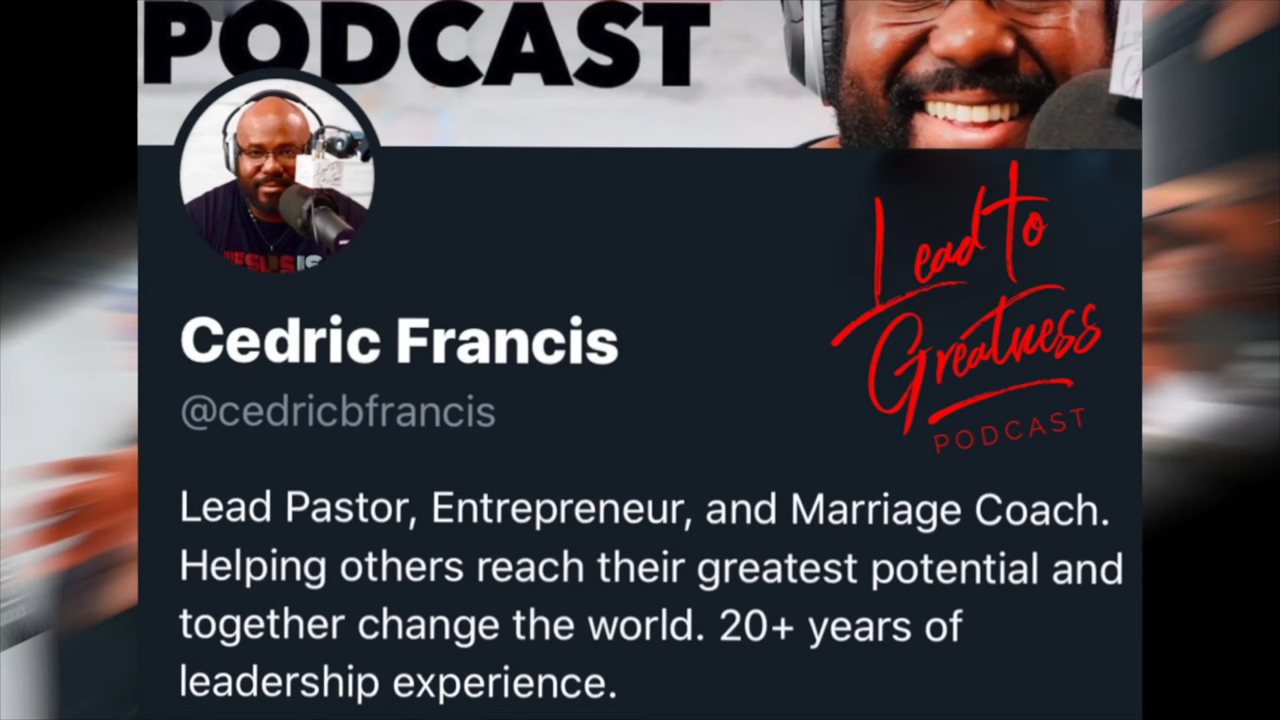 PODCAST
Lead to
Greatness
PODCAST
Cedric Francis
@cedricbfrancis
Lead Pastor, Entrepreneur, and Marriage Coach.
Helping others reach their greatest potential and
together change the world. 20+ years of
leadership experience.